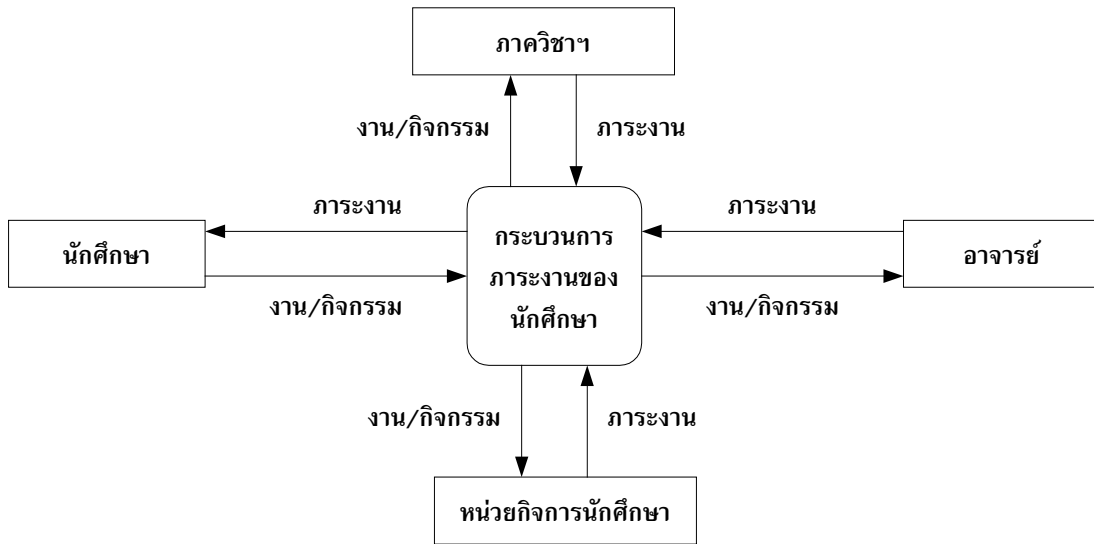 ภาควิชาฯ
งาน/กิจกรรม
ภาระงาน
ภาระงาน
ภาระงาน
นักศึกษา
กระบวนการ
ภาระงานของ
นักศึกษา
อาจารย์
งาน/กิจกรรม
งาน/กิจกรรม
งาน/กิจกรรม
ภาระงาน
หน่วยกิจการนักศึกษา